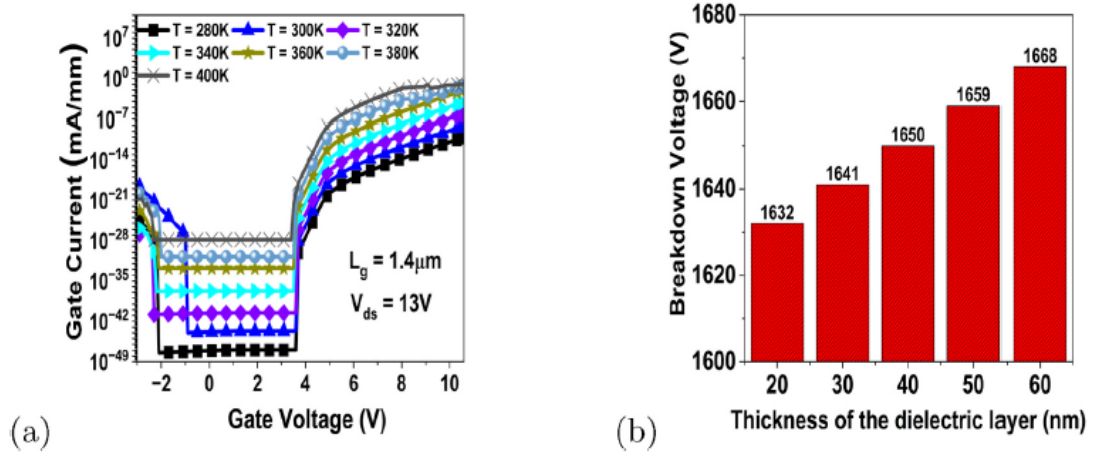 T = 280K T = 300K T = 320K
T = 340K T = 360K T = 380K
T = 400K
10^7
10^0
10^-7
10^-14
10^-21
10^-28
10^-35
10^-42
10^-49
Gate Current (mA/mm)
L_g = 1.4μm
V_ds = 13V
−2 0 2 4 6 8 10
Gate Voltage (V)
(a)
1680
1660
1640
1620
1600
Breakdown Voltage (V)
1632
1641
1650
1659
1668
20 30 40 50 60
Thickness of the dielectric layer (nm)
(b)